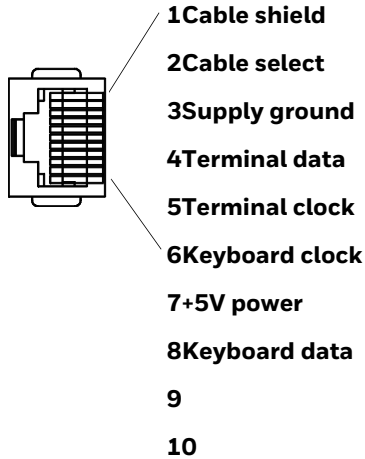 1Cable shield
2Cable select
3Supply ground
4Terminal data
5Terminal clock
6Keyboard clock
7+5V power
8Keyboard data
9
10